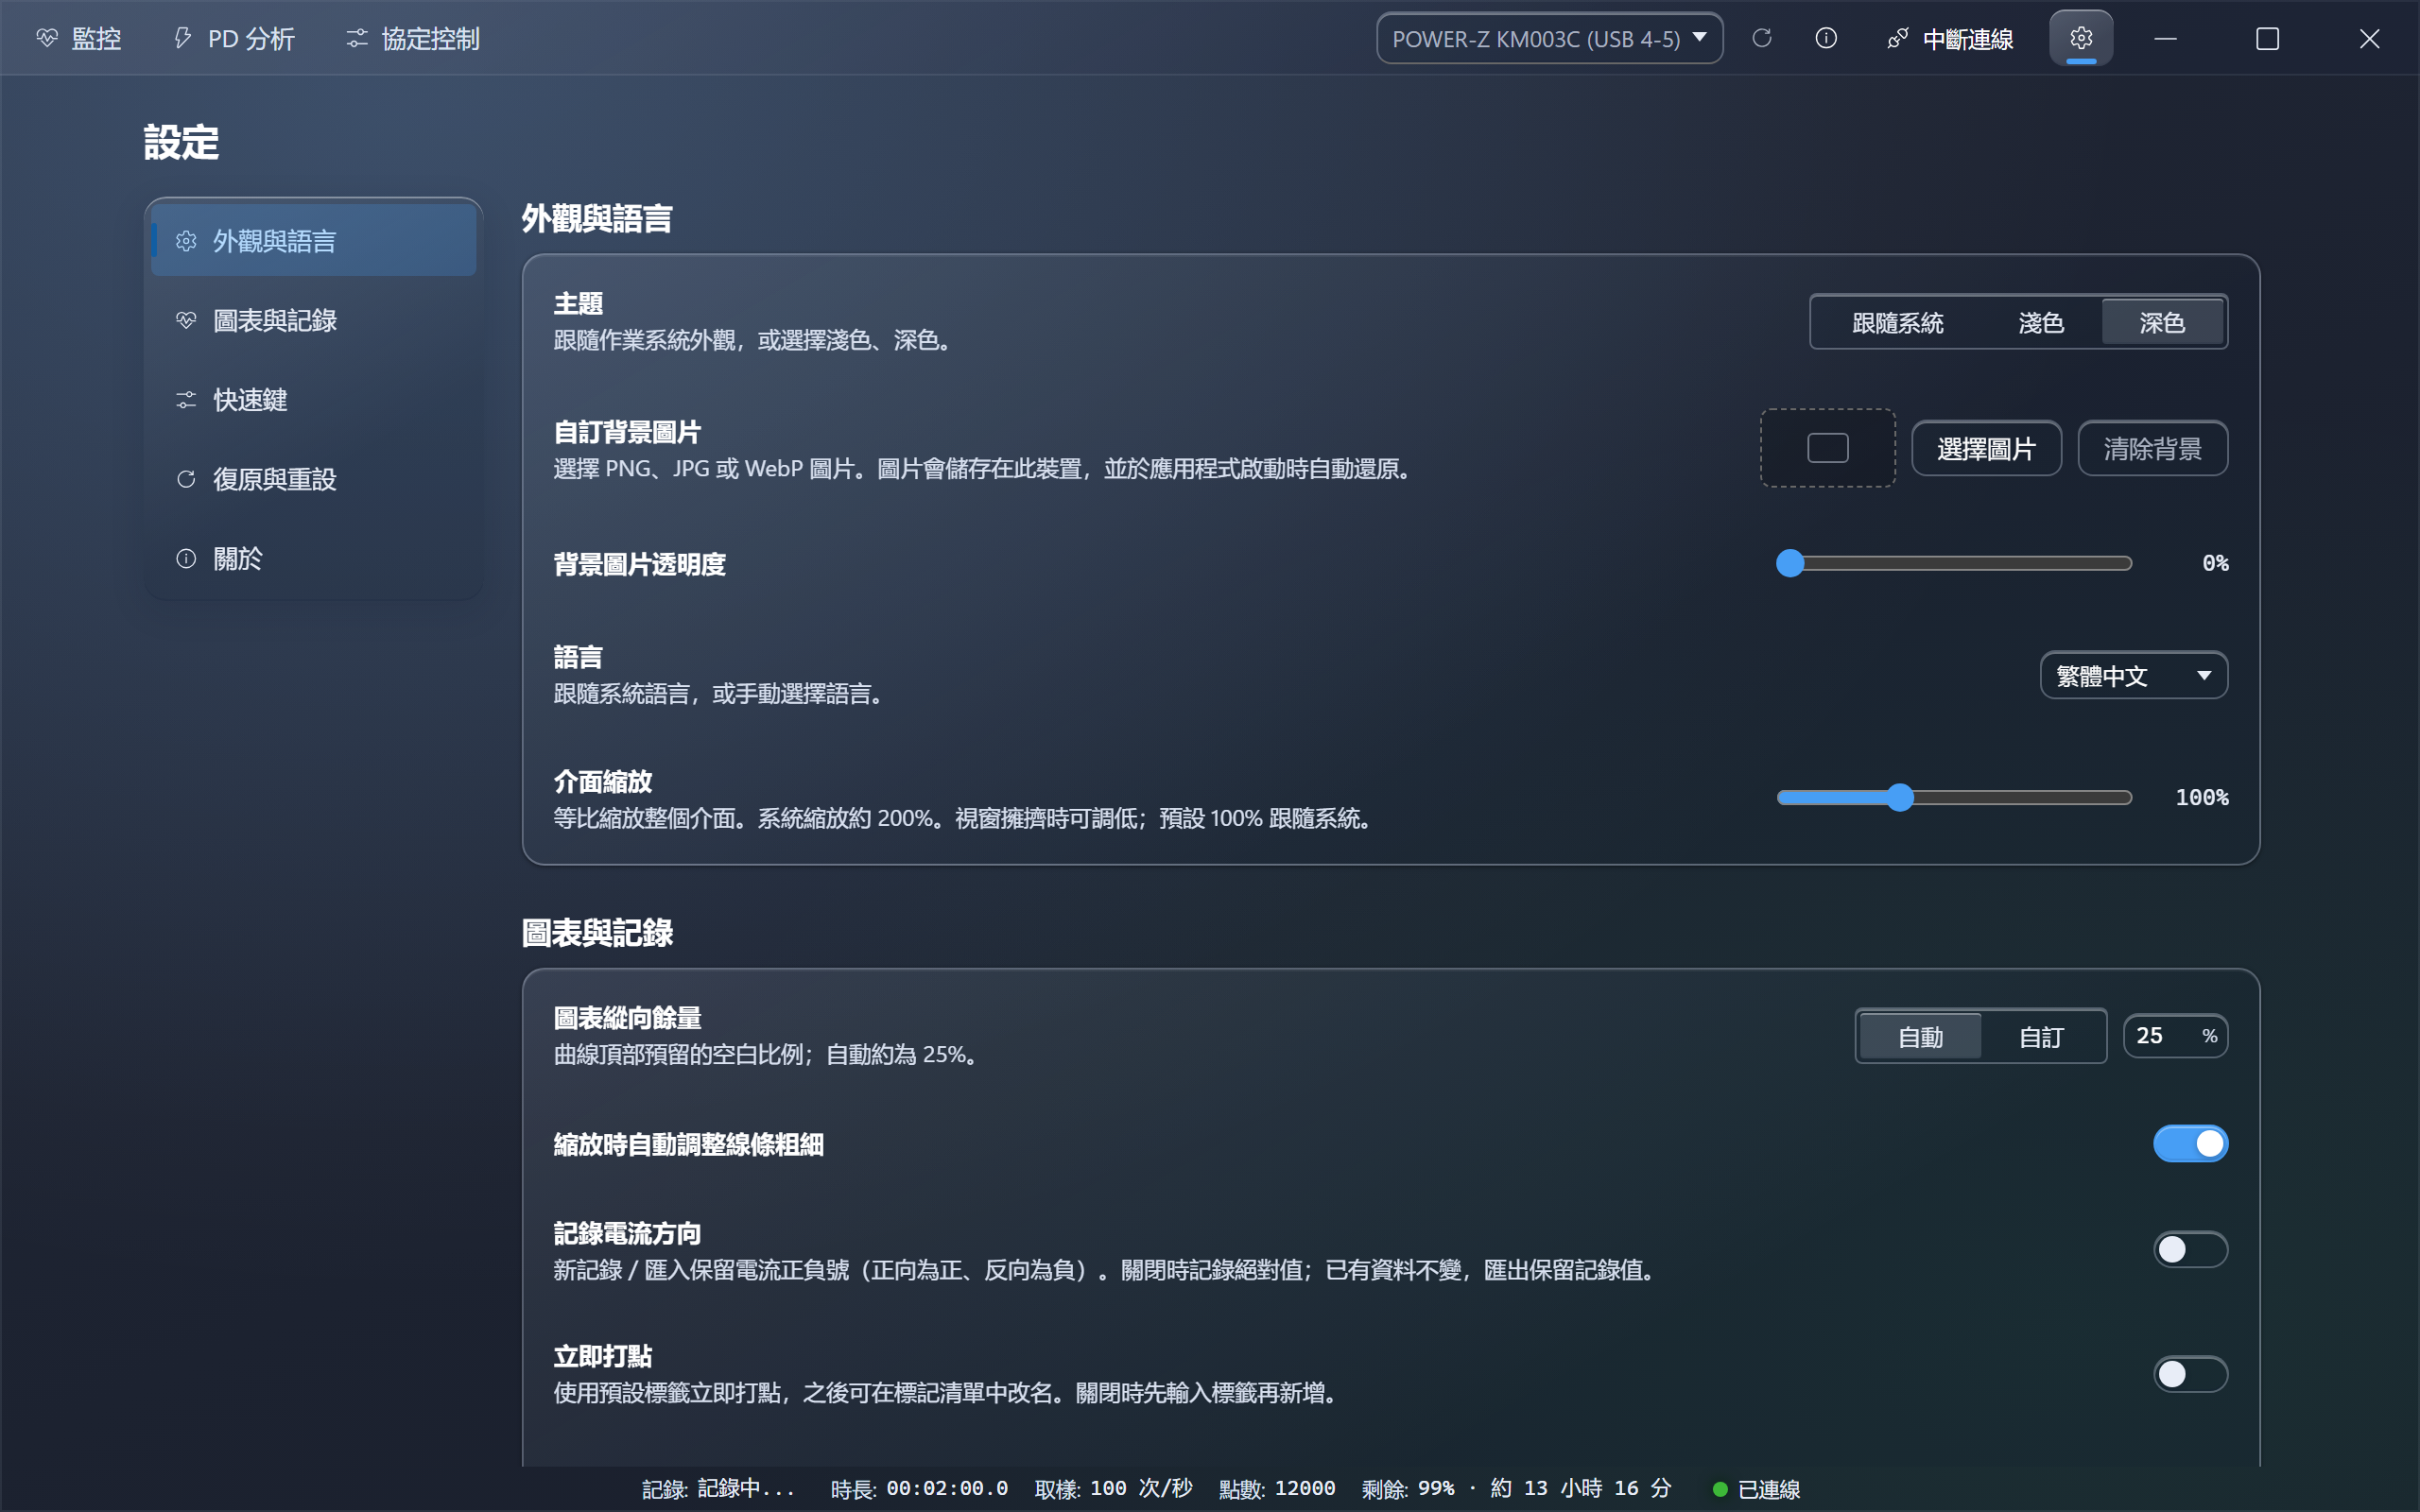 監控 PD 分析 協定控制 POWER-Z KM003C (USB 4-5) 中斷連線
設定
外觀與語言
圖表與記錄
快速鍵
復原與重設
關於
外觀與語言
主題
跟隨作業系統外觀，或選擇淺色、深色。
跟隨系統 淺色 深色
自訂背景圖片
選擇 PNG、JPG 或 WebP 圖片。圖片會儲存在此裝置，並於應用程式啟動時自動還原。
選擇圖片 清除背景
背景圖片透明度 0%
語言
跟隨系統語言，或手動選擇語言。
繁體中文
介面縮放
等比縮放整個介面。系統縮放約 200%。視窗擁擠時可調低；預設 100% 跟隨系統。
100%
圖表與記錄
圖表縱向餘量
曲線頂部預留的空白比例；自動約為 25%。
自動 自訂 25 %
縮放時自動調整線條粗細
記錄電流方向
新記錄 / 匯入保留電流正負號（正向為正、反向為負）。關閉時記錄絕對值；已有資料不變，匯出保留記錄值。
立即打點
使用預設標籤立即打點，之後可在標記清單中改名。關閉時先輸入標籤再新增。
記錄: 記錄中... 時長: 00:02:00.0 取樣: 100 次/秒 點數: 12000 剩餘: 99% · 約 13 小時 16 分 已連線